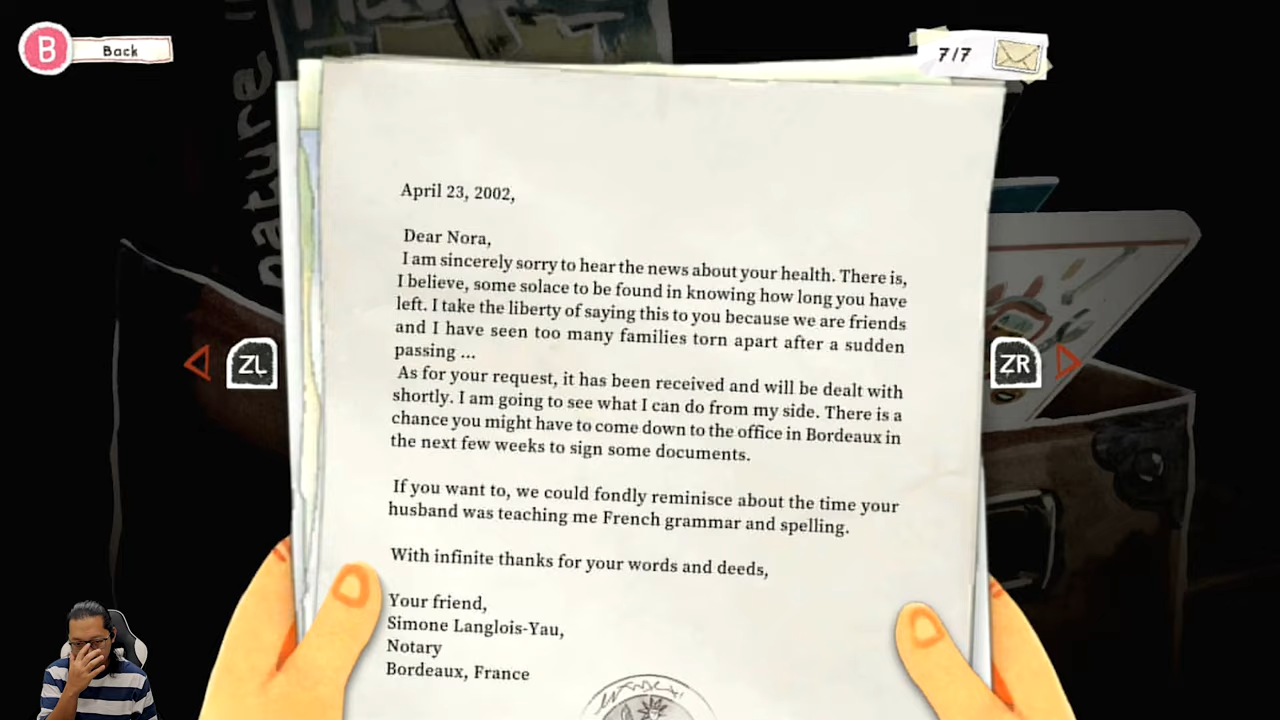 B Back
7/7
nature
April 23, 2002,
Dear Nora,
I am sincerely sorry to hear the news about your health. There is,
I believe, some solace to be found in knowing how long you have
left. I take the liberty of saying this to you because we are friends
and I have seen too many families torn apart after a sudden
passing ...
As for your request, it has been received and will be dealt with
shortly. I am going to see what I can do from my side. There is a
chance you might have to come down to the office in Bordeaux in
the next few weeks to sign some documents.
If you want to, we could fondly reminisce about the time your
husband was teaching me French grammar and spelling.
With infinite thanks for your words and deeds,
Your friend,
Simone Langlois-Yau,
Notary
Bordeaux, France
ZL
ZR